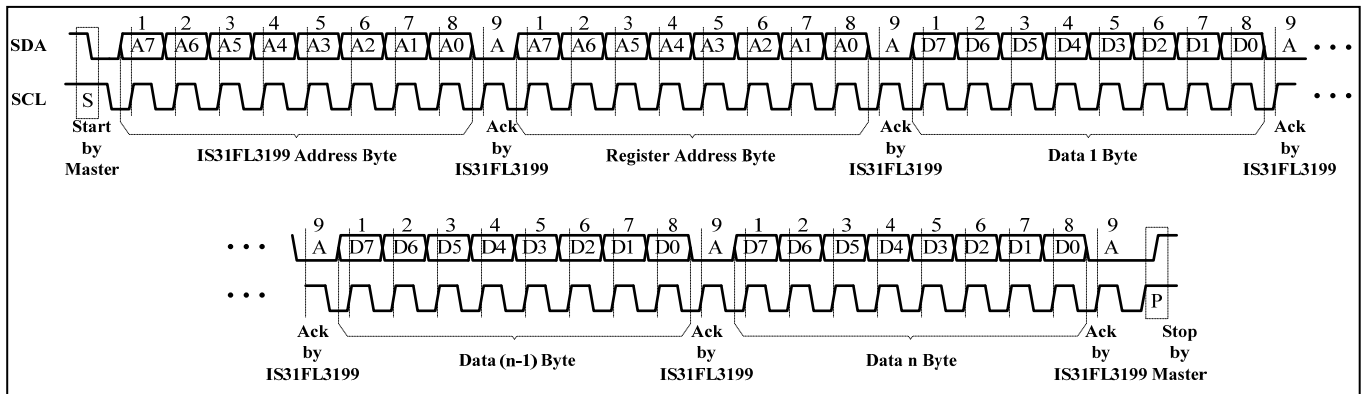 1 2 3 4 5 6 7 8 9 1 2 3 4 5 6 7 8 9 1 2 3 4 5 6 7 8 9
SDA A7 A6 A5 A4 A3 A2 A1 A0 A A7 A6 A5 A4 A3 A2 A1 A0 A D7 D6 D5 D4 D3 D2 D1 D0 A • • •
SCL S • • •
Start by Master
IS31FL3199 Address Byte
Ack by IS31FL3199
Register Address Byte
Ack by IS31FL3199
Data 1 Byte
Ack by IS31FL3199
9 1 2 3 4 5 6 7 8 9 1 2 3 4 5 6 7 8 9
• • • A D7 D6 D5 D4 D3 D2 D1 D0 A D7 D6 D5 D4 D3 D2 D1 D0 A
• • • P
Ack by IS31FL3199
Data (n-1) Byte
Ack by IS31FL3199
Data n Byte
Ack by IS31FL3199
Stop by Master